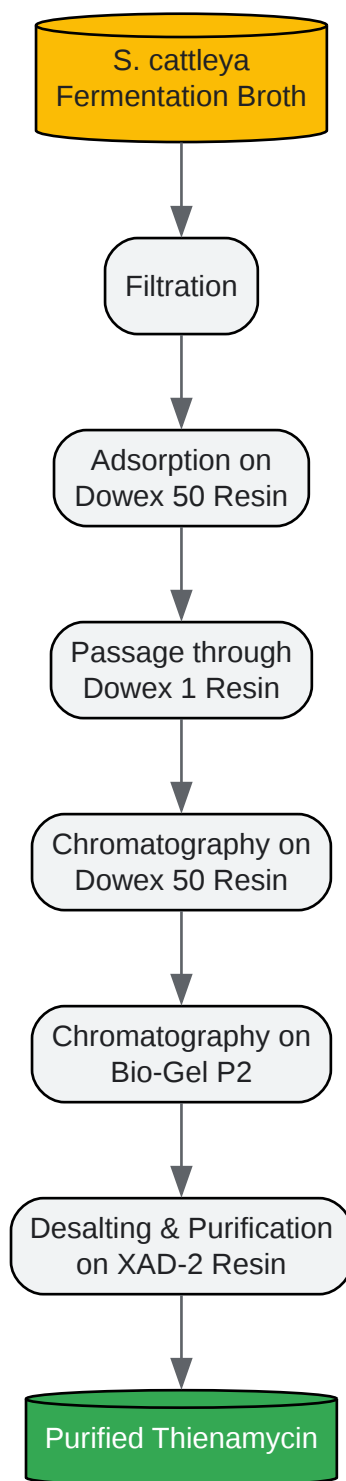 S. cattleya
Fermentation Broth
Filtration
Adsorption on
Dowex 50 Resin
Passage through
Dowex 1 Resin
Chromatography on
Dowex 50 Resin
Chromatography on
Bio-Gel P2
Desalting & Purification
on XAD-2 Resin
Purified Thienamycin